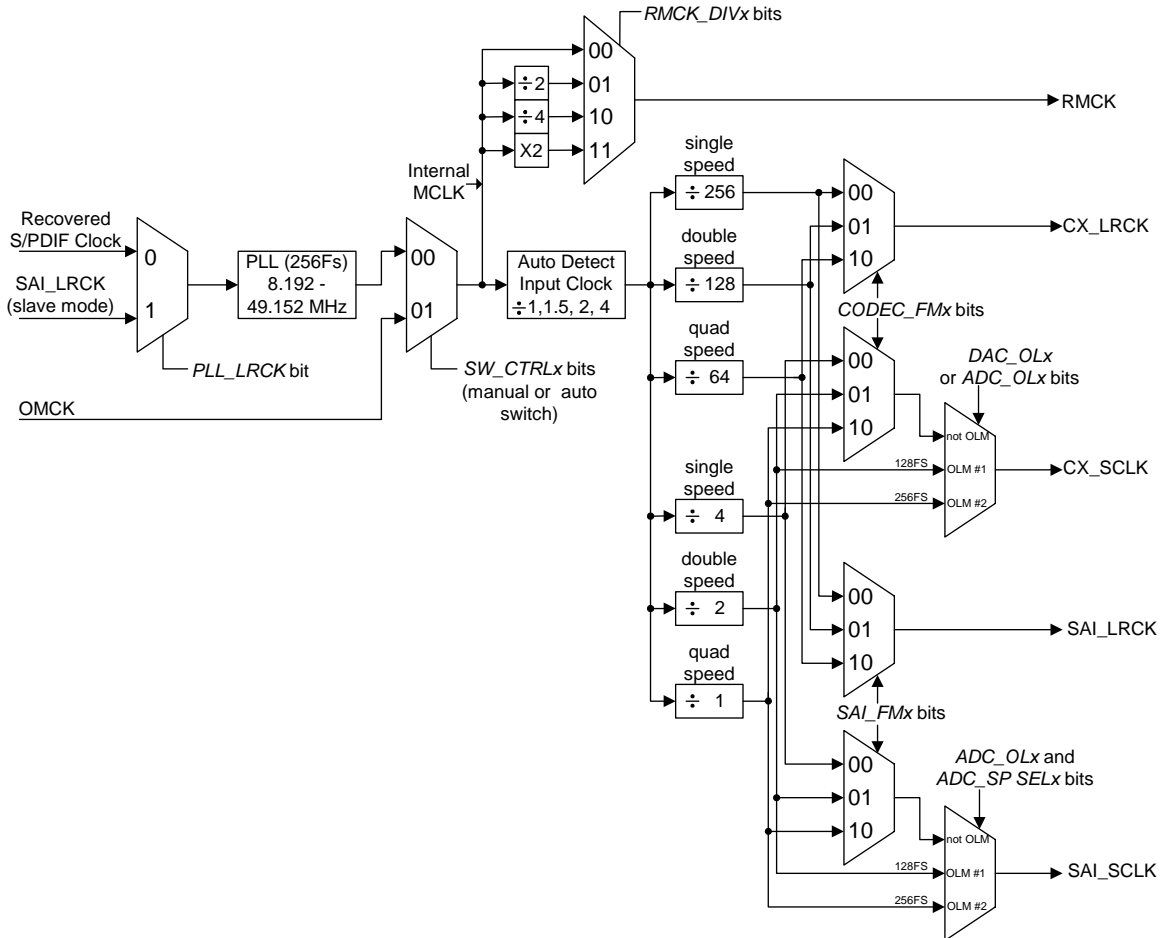 RMCK_DIVx bits
00
÷2
01
÷4
10
X2
11
RMCK
Internal
MCLK
single
speed
÷ 256
00
01
10
CX_LRCK
Recovered
S/PDIF Clock
0
SAI_LRCK
(slave mode)
1
PLL (256Fs)
8.192 -
49.152 MHz
00
01
Auto Detect
Input Clock
÷1,1.5, 2, 4
double
speed
÷ 128
CODEC_FMx bits
PLL_LRCK bit
SW_CTRLx bits
(manual or auto
switch)
OMCK
quad
speed
÷ 64
00
01
10
DAC_OLx
or ADC_OLx bits
not OLM
128FS
OLM #1
256FS
OLM #2
CX_SCLK
single
speed
÷ 4
double
speed
÷ 2
00
01
10
SAI_LRCK
quad
speed
÷ 1
SAI_FMx bits
00
01
10
ADC_OLx and
ADC_SP SELx bits
not OLM
128FS
OLM #1
256FS
OLM #2
SAI_SCLK